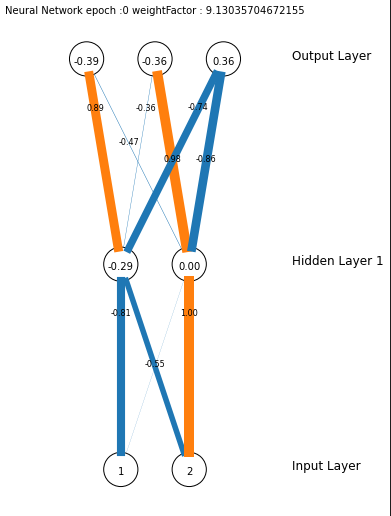 Neural Network epoch :0 weightFactor : 9.13035704672155
-0.39 -0.36 0.36 Output Layer
0.89 -0.36 -0.74
-0.47
0.98 -0.86
-0.29 0.00 Hidden Layer 1
-0.81 1.00
-0.55
1 2 Input Layer